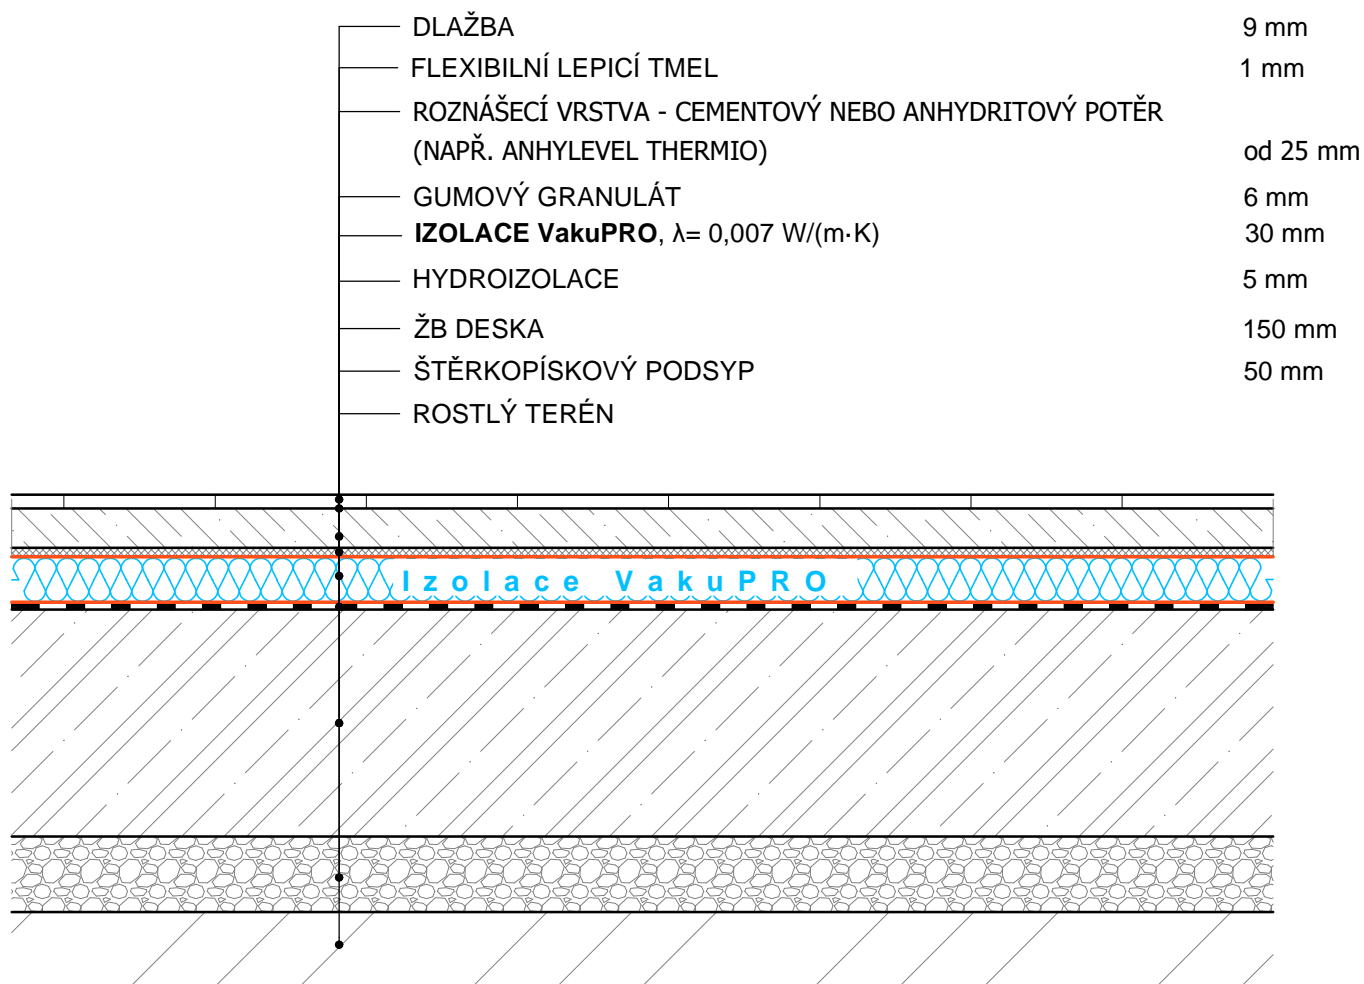 DLAŽBA 9 mm
FLEXIBILNÍ LEPICÍ TMEL 1 mm
ROZNÁŠECÍ VRSTVA - CEMENTOVÝ NEBO ANHYDRITOVÝ POTĚR
(NAPŘ. ANHYLEVEL THERMIO) od 25 mm
GUMOVÝ GRANULÁT 6 mm
IZOLACE VakuPRO, λ= 0,007 W/(m·K) 30 mm
HYDROIZOLACE 5 mm
ŽB DESKA 150 mm
ŠTĚRKOPÍSKOVÝ PODSYP 50 mm
ROSTLÝ TERÉN
Izolace VakuPRO